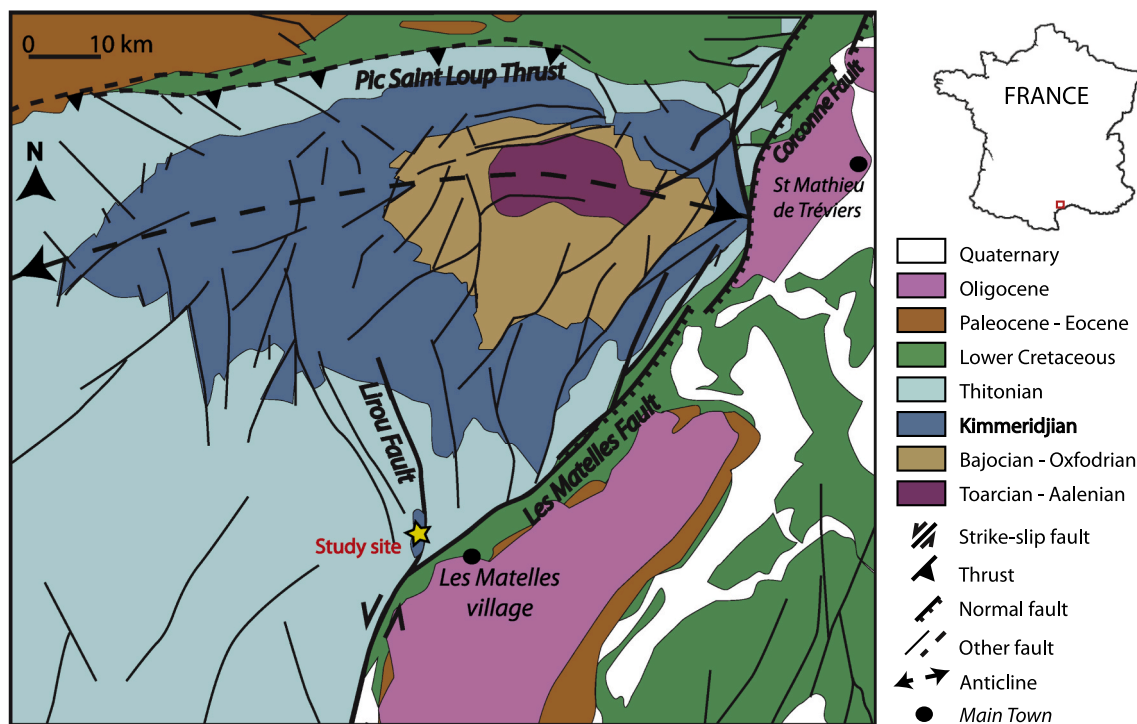 0 10 km
Pic Saint Loup Thrust
Corconne Fault
N
St Mathieu
de Tréviers
Lirou Fault
Les Matelles Fault
Study site
Les Matelles
village
FRANCE
Quaternary
Oligocene
Paleocene - Eocene
Lower Cretaceous
Thitonian
Kimmeridjian
Bajocian - Oxfodrian
Toarcian - Aalenian
Strike-slip fault
Thrust
Normal fault
Other fault
Anticline
Main Town